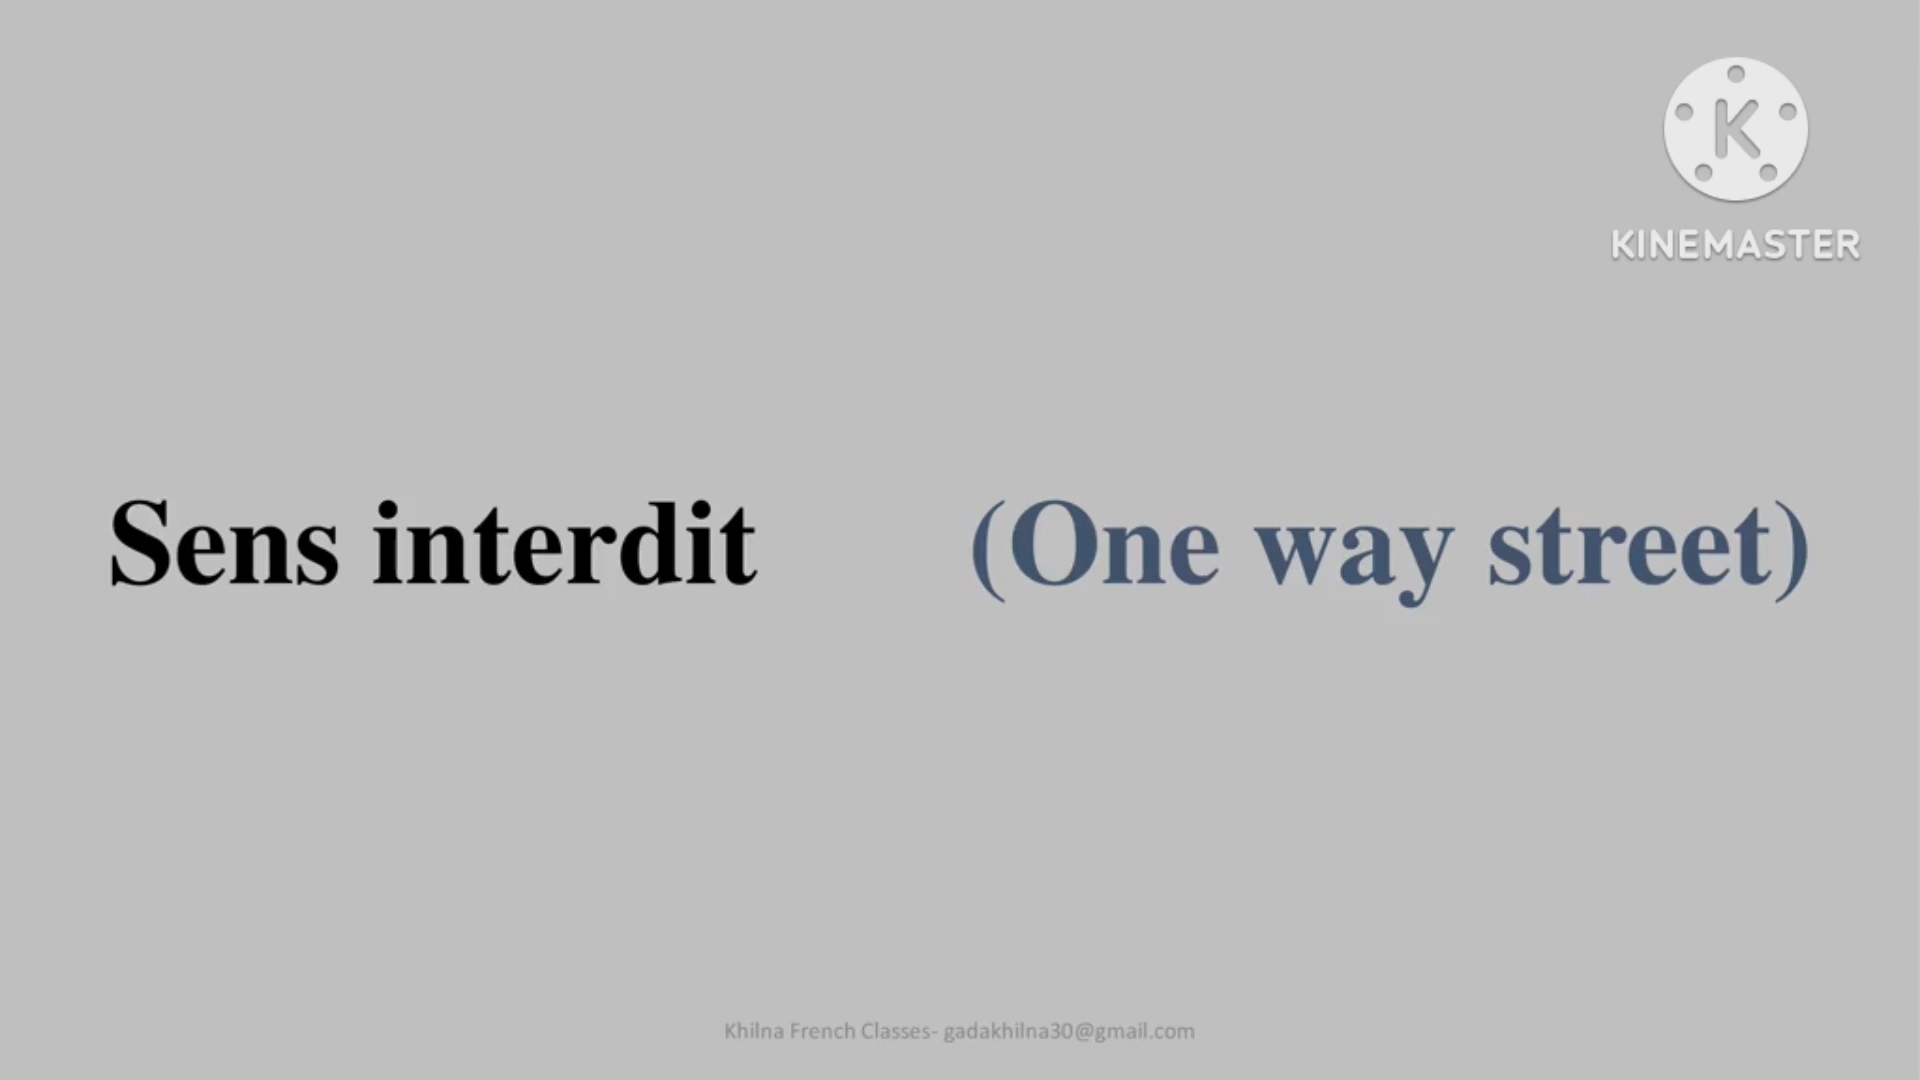 K
KINEMASTER
Sens interdit (One way street)
Khilna French Classes- gadakhilna30@gmail.com